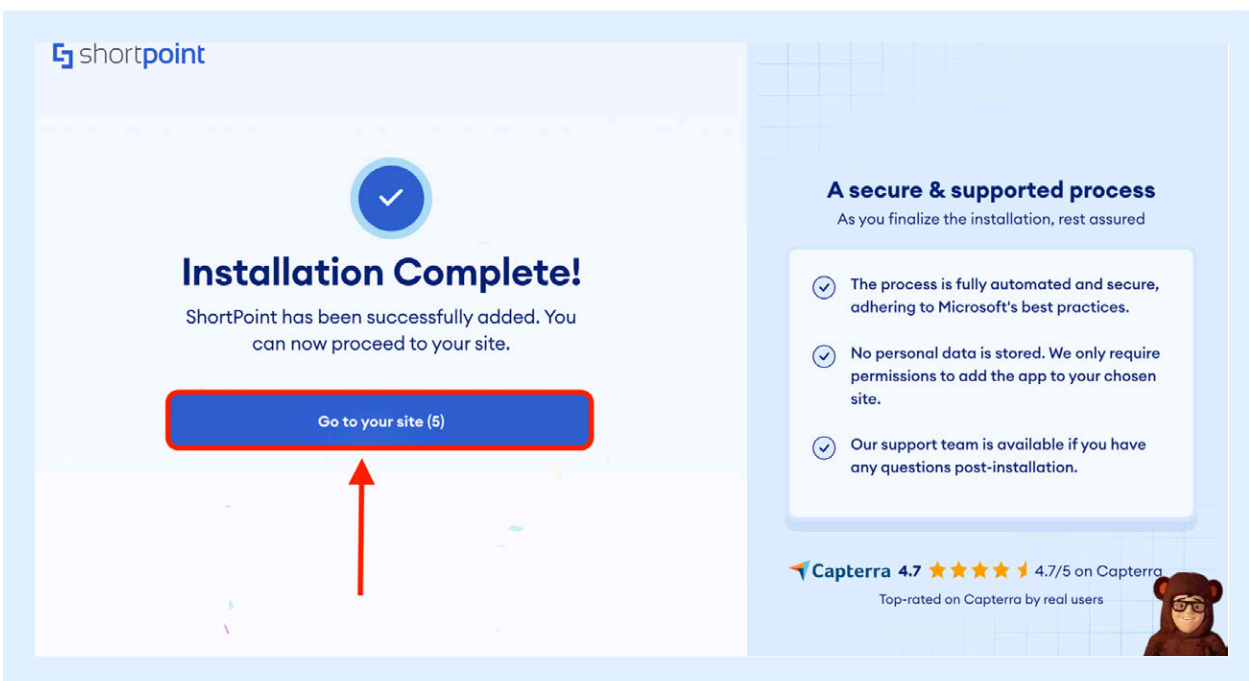 shortpoint
Installation Complete!
ShortPoint has been successfully added. You
can now proceed to your site.
Go to your site (5)
A secure & supported process
As you finalize the installation, rest assured
The process is fully automated and secure,
adhering to Microsoft's best practices.
No personal data is stored. We only require
permissions to add the app to your chosen
site.
Our support team is available if you have
any questions post-installation.
Capterra 4.7 4.7/5 on Capterra
Top-rated on Capterra by real users